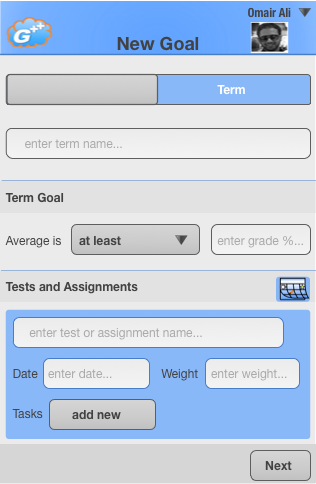 Omair Ali
G++
New Goal
Term
enter term name...
Term Goal
Average is at least enter grade %...
Tests and Assignments
enter test or assignment name...
Date enter date... Weight enter weight...
Tasks add new
Next